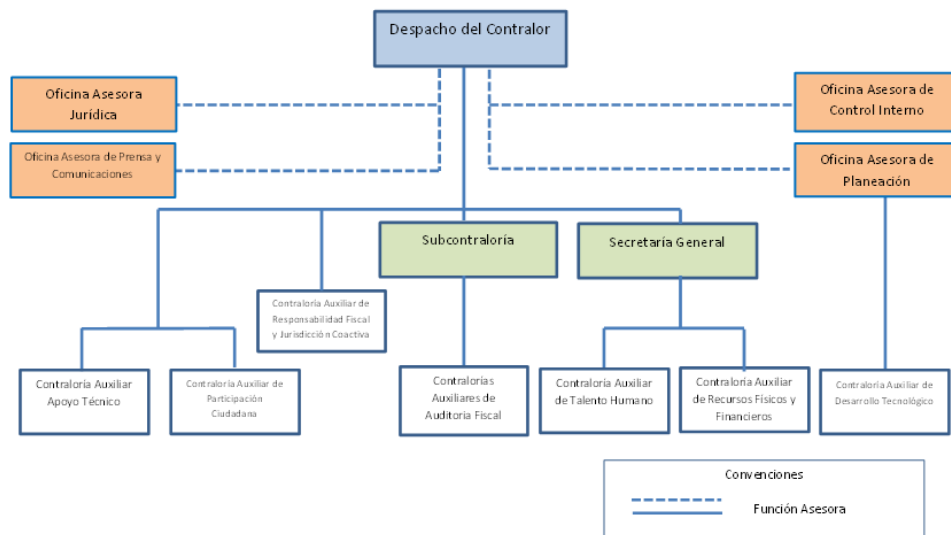 Despacho del Contralor
Oficina Asesora
Jurídica
Oficina Asesora de
Control Interno
Oficina Asesora de Prensa y
Comunicaciones
Oficina Asesora de
Planeación
Subcontraloría
Secretaría General
Contraloría Auxiliar de
Responsabilidad Fiscal
y Jurisdicción Coactiva
Contraloría Auxiliar
Apoyo Técnico
Contraloría Auxiliar de
Participación
Ciudadana
Contralorías
Auxiliares de
Auditoria Fiscal
Contraloría Auxiliar
de Talento Humano
Contraloría Auxiliar
de Recursos Físicos y
Financieros
Contraloría Auxiliar de
Desarrollo Tecnológico
Convenciones
Función Asesora